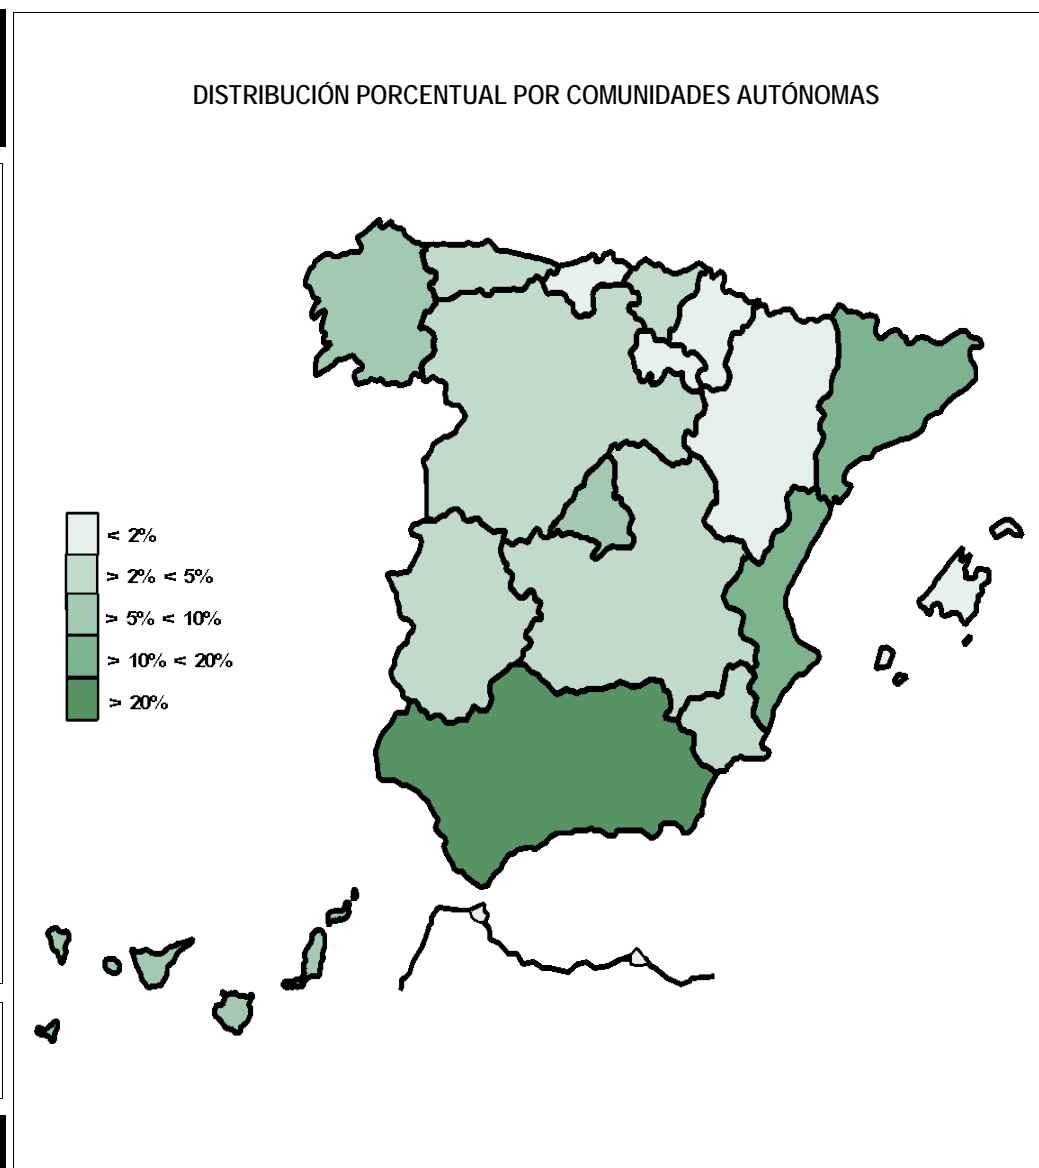 DISTRIBUCIÓN PORCENTUAL POR COMUNIDADES AUTÓNOMAS
< 2%
> 2% < 5%
> 5% < 10%
> 10% < 20%
> 20%